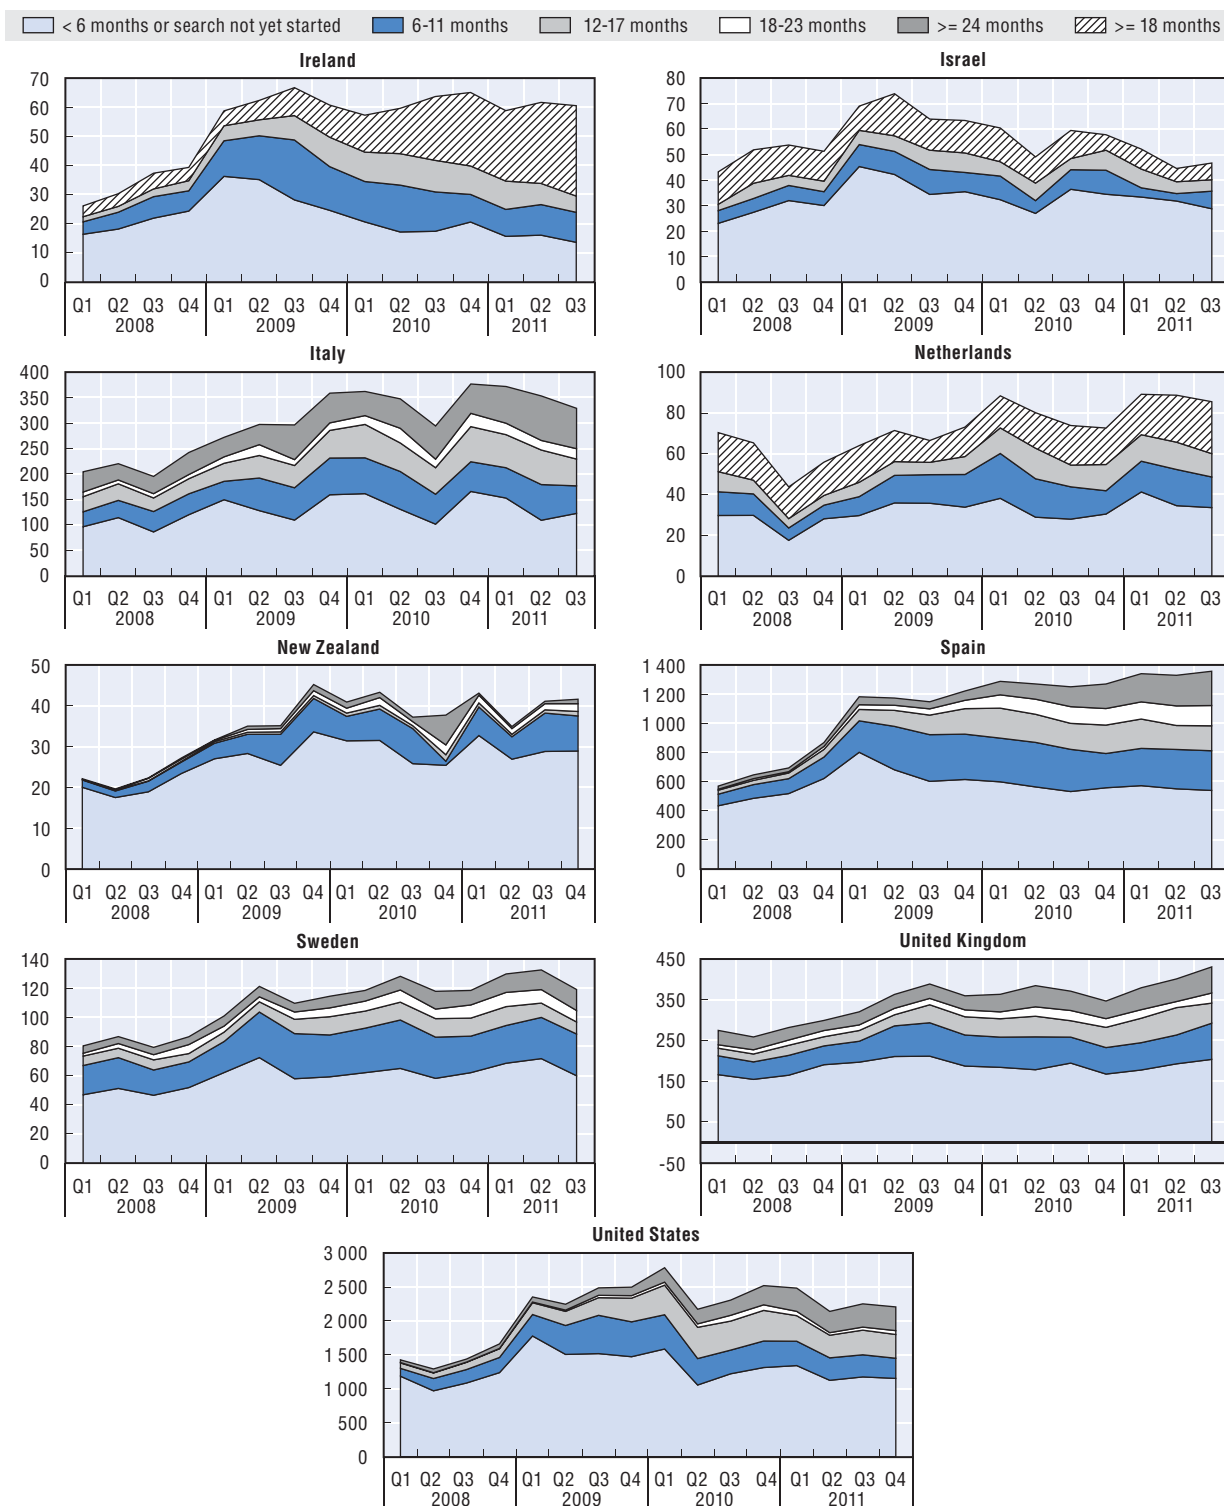 < 6 months or search not yet started 6-11 months 12-17 months 18-23 months >= 24 months >= 18 months
Ireland
70
60
50
40
30
20
10
0
Q1 Q2 Q3 Q4 Q1 Q2 Q3 Q4 Q1 Q2 Q3 Q4 Q1 Q2 Q3
2008 2009 2010 2011
Israel
80
70
60
50
40
30
20
10
0
Q1 Q2 Q3 Q4 Q1 Q2 Q3 Q4 Q1 Q2 Q3 Q4 Q1 Q2 Q3
2008 2009 2010 2011
Italy
400
350
300
250
200
150
100
50
0
Q1 Q2 Q3 Q4 Q1 Q2 Q3 Q4 Q1 Q2 Q3 Q4 Q1 Q2 Q3
2008 2009 2010 2011
Netherlands
100
80
60
40
20
0
Q1 Q2 Q3 Q4 Q1 Q2 Q3 Q4 Q1 Q2 Q3 Q4 Q1 Q2 Q3
2008 2009 2010 2011
New Zealand
50
40
30
20
10
0
Q1 Q2 Q3 Q4 Q1 Q2 Q3 Q4 Q1 Q2 Q3 Q4 Q1 Q2 Q3 Q4
2008 2009 2010 2011
Spain
1 400
1 200
1 000
800
600
400
200
0
Q1 Q2 Q3 Q4 Q1 Q2 Q3 Q4 Q1 Q2 Q3 Q4 Q1 Q2 Q3
2008 2009 2010 2011
Sweden
140
120
100
80
60
40
20
0
Q1 Q2 Q3 Q4 Q1 Q2 Q3 Q4 Q1 Q2 Q3 Q4 Q1 Q2 Q3
2008 2009 2010 2011
United Kingdom
450
350
250
150
50
-50
Q1 Q2 Q3 Q4 Q1 Q2 Q3 Q4 Q1 Q2 Q3 Q4 Q1 Q2 Q3
2008 2009 2010 2011
United States
3 000
2 500
2 000
1 500
1 000
500
0
Q1 Q2 Q3 Q4 Q1 Q2 Q3 Q4 Q1 Q2 Q3 Q4 Q1 Q2 Q3 Q4
2008 2009 2010 2011